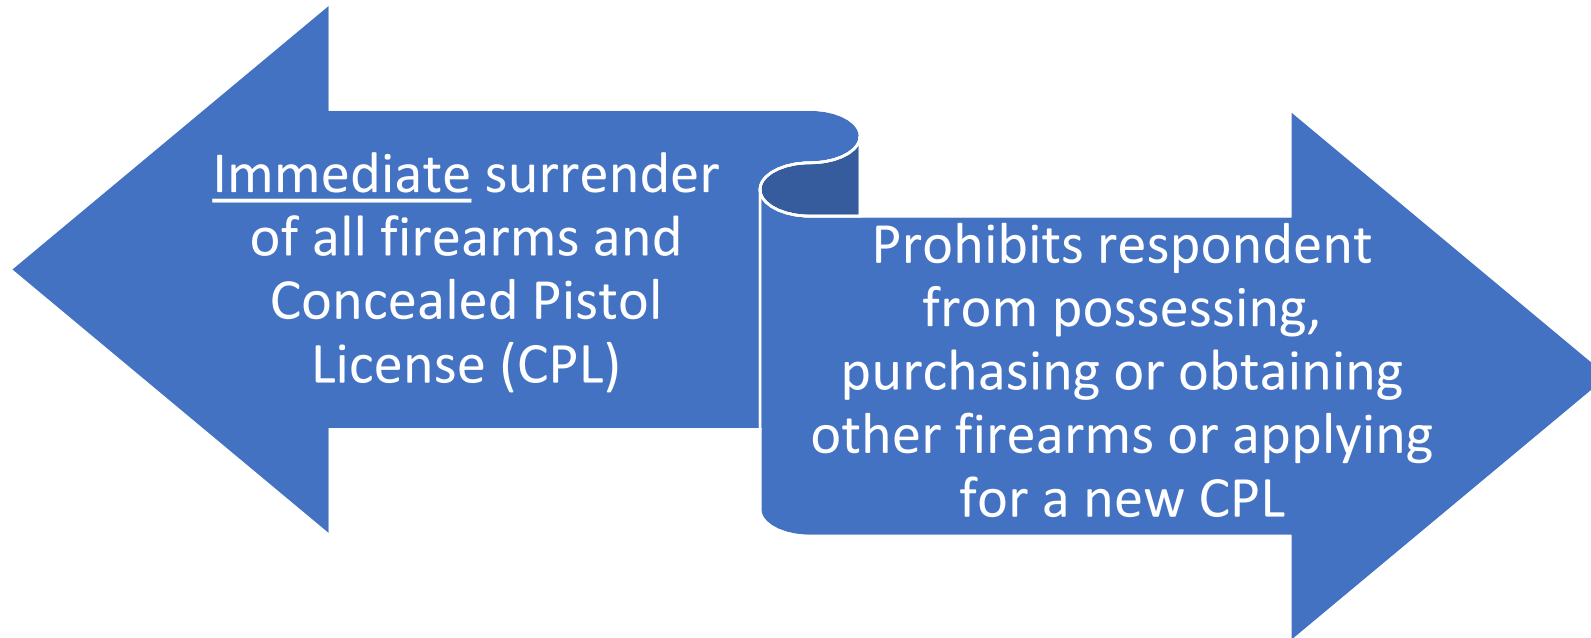 Immediate surrender
of all firearms and
Concealed Pistol
License (CPL)
Prohibits respondent
from possessing,
purchasing or obtaining
other firearms or applying
for a new CPL